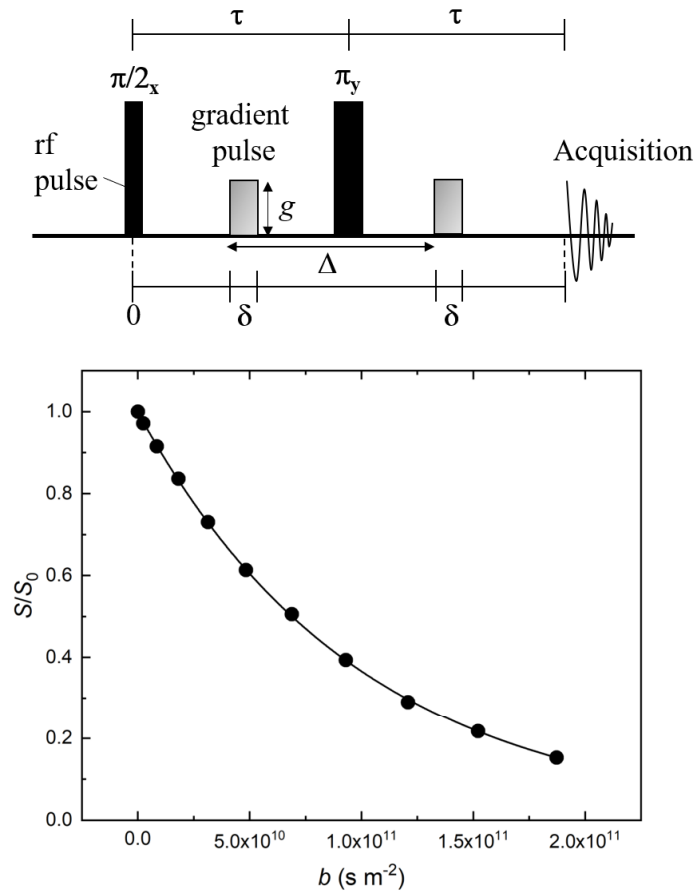 τ τ
π/2x πy
gradient
pulse
rf
pulse
g
Acquisition
Δ
0 δ δ
1.0
0.8
0.6
0.4
0.2
0.0
S/S0
0.0 5.0x10^10 1.0x10^11 1.5x10^11 2.0x10^11
b (s m^-2)